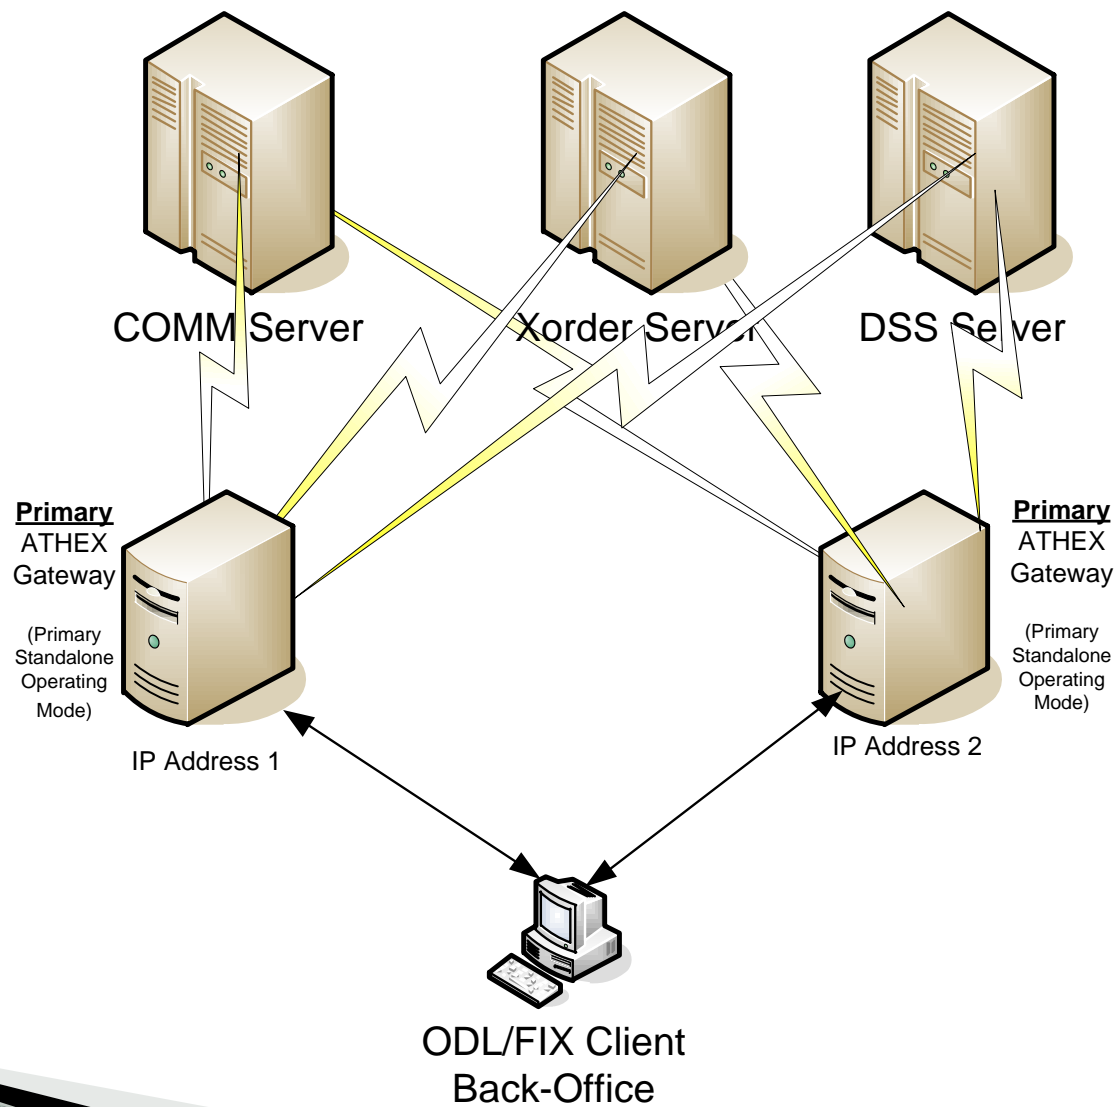 COMM Server
Xorder Server
DSS Server
Primary
ATHEX
Gateway
(Primary
Standalone
Operating
Mode)
IP Address 1
Primary
ATHEX
Gateway
(Primary
Standalone
Operating
Mode)
IP Address 2
ODL/FIX Client
Back-Office